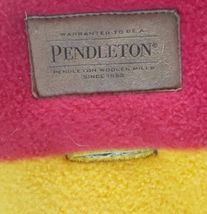 WARRANTED TO BE A
PENDLETON®
PENDLETON WOOLEN MILLS
SINCE 1863